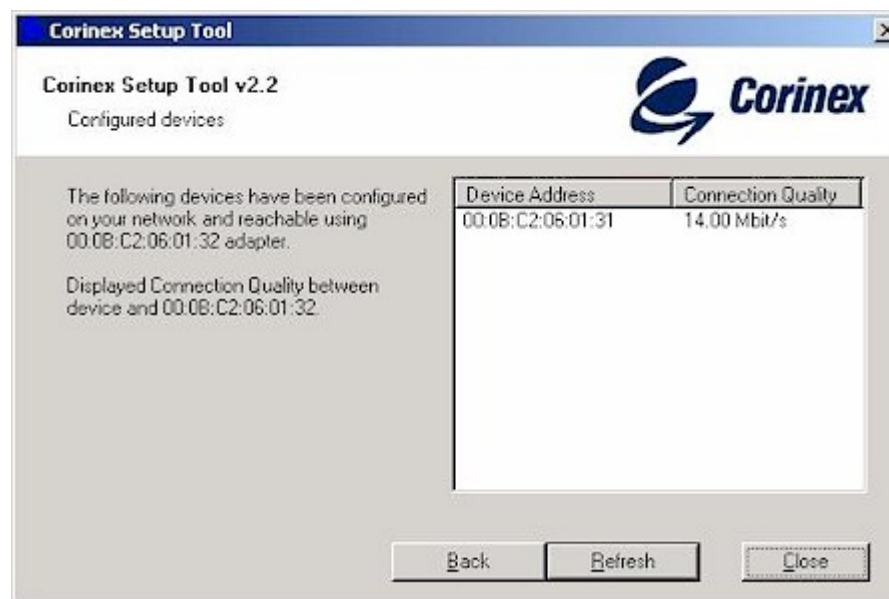 Corinex Setup Tool
Corinex Setup Tool v2.2
Configured devices
Corinex
The following devices have been configured
on your network and reachable using
00:0B:C2:06:01:32 adapter.
Displayed Connection Quality between
device and 00:0B:C2:06:01:32.
Device Address Connection Quality
00:0B:C2:06:01:31 14.00 Mbit/s
Back Refresh Close